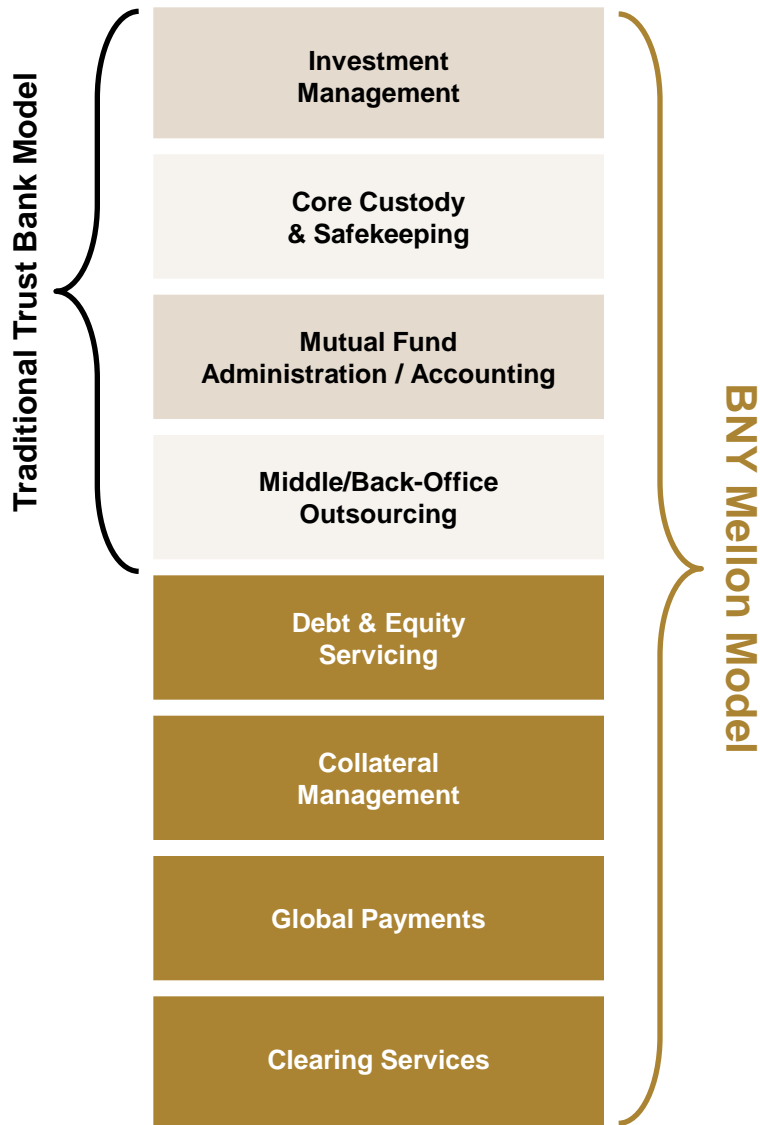 Traditional Trust Bank Model
Investment
Management
Core Custody
& Safekeeping
Mutual Fund
Administration / Accounting
Middle/Back-Office
Outsourcing
Debt & Equity
Servicing
Collateral
Management
Global Payments
Clearing Services
BNY Mellon Model